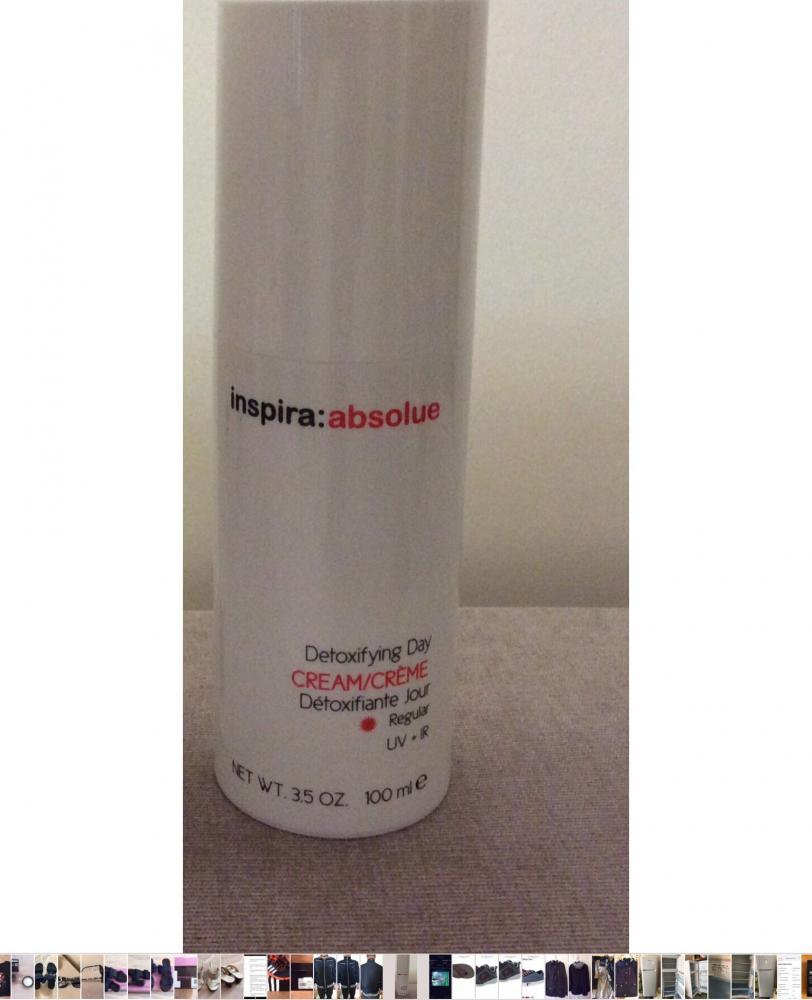 inspira:absolue
Detoxifying Day
CREAM/CRÈME
Détoxifiante Jour
Regular
UV + IR
NET WT. 3.5 OZ. 100 ml e